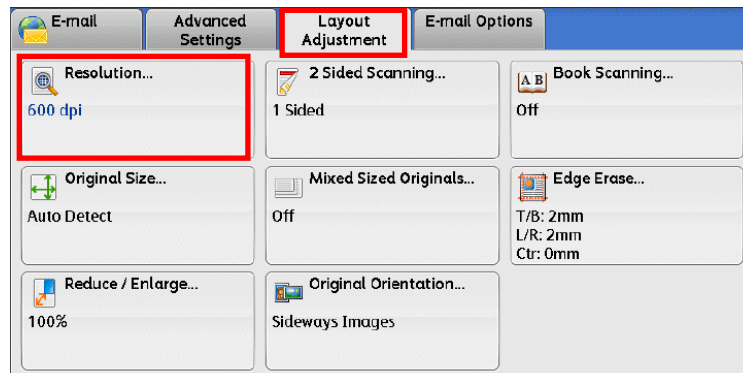 E-mail
Advanced
Settings
Layout
Adjustment
E-mail Options
Resolution...
600 dpi
2 Sided Scanning...
1 Sided
A B
Book Scanning...
Off
Original Size...
Auto Detect
Mixed Sized Originals...
Off
Edge Erase...
T/B: 2mm
L/R: 2mm
Ctr: 0mm
Reduce / Enlarge...
100%
Original Orientation...
Sideways Images